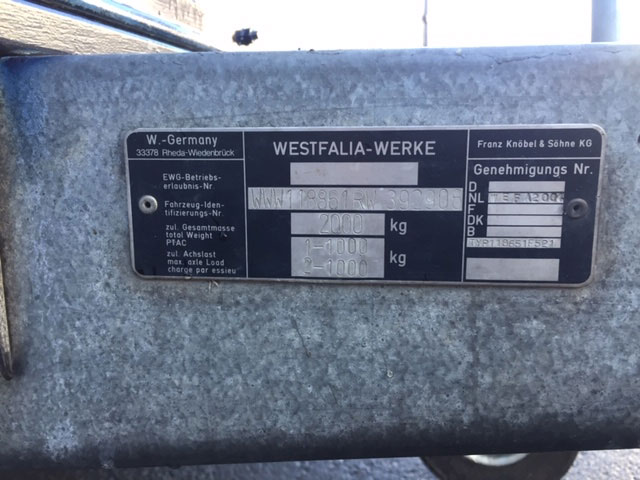 W.-Germany
33378 Rheda-Wiedenbrück
EWG-Betriebs-
erlaubnis-Nr.
Fahrzeug-Iden-
tifizierungs-Nr.
zul. Gesamtmasse
total Weight
PTAC
zul. Achslast
max. axle Load
charge par essieu
WESTFALIA-WERKE
2000 kg
1-1000
2-1000 kg
Franz Knöbel & Söhne KG
Genehmigungs Nr.
D
NL
F
DK
B